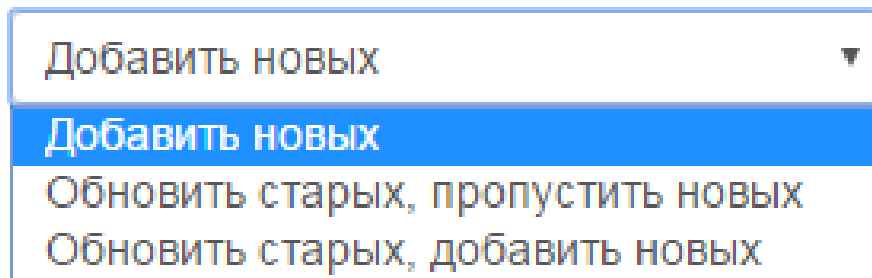 Добавить новых
Добавить новых
Обновить старых, пропустить новых
Обновить старых, добавить новых